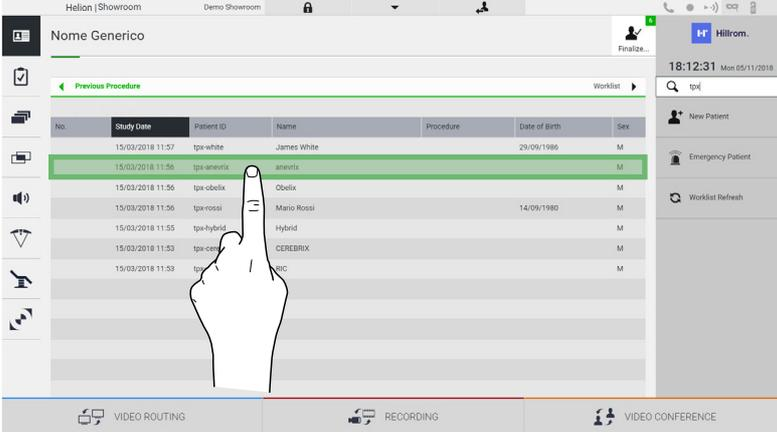 Helion | Showroom Demo Showroom
Nome Generico
6
Finalize...
Hillrom.
18:12:31 Mon 05/11/2018
Previous Procedure Worklist
tpx
No. Study Date Patient ID Name Procedure Date of Birth Sex
15/03/2018 11:57 tpx-white James White 29/09/1986 M
15/03/2018 11:56 tpx-anevrix anevrix M
15/03/2018 11:56 tpx-obelix Obelix M
15/03/2018 11:56 tpx-rossi Mario Rossi 14/09/1980 M
15/03/2018 11:55 tpx-hybrid Hybrid M
15/03/2018 11:53 CEREBRIX M
15/03/2018 11:53 RIC M
New Patient
Emergency Patient
Worklist Refresh
VIDEO ROUTING RECORDING VIDEO CONFERENCE